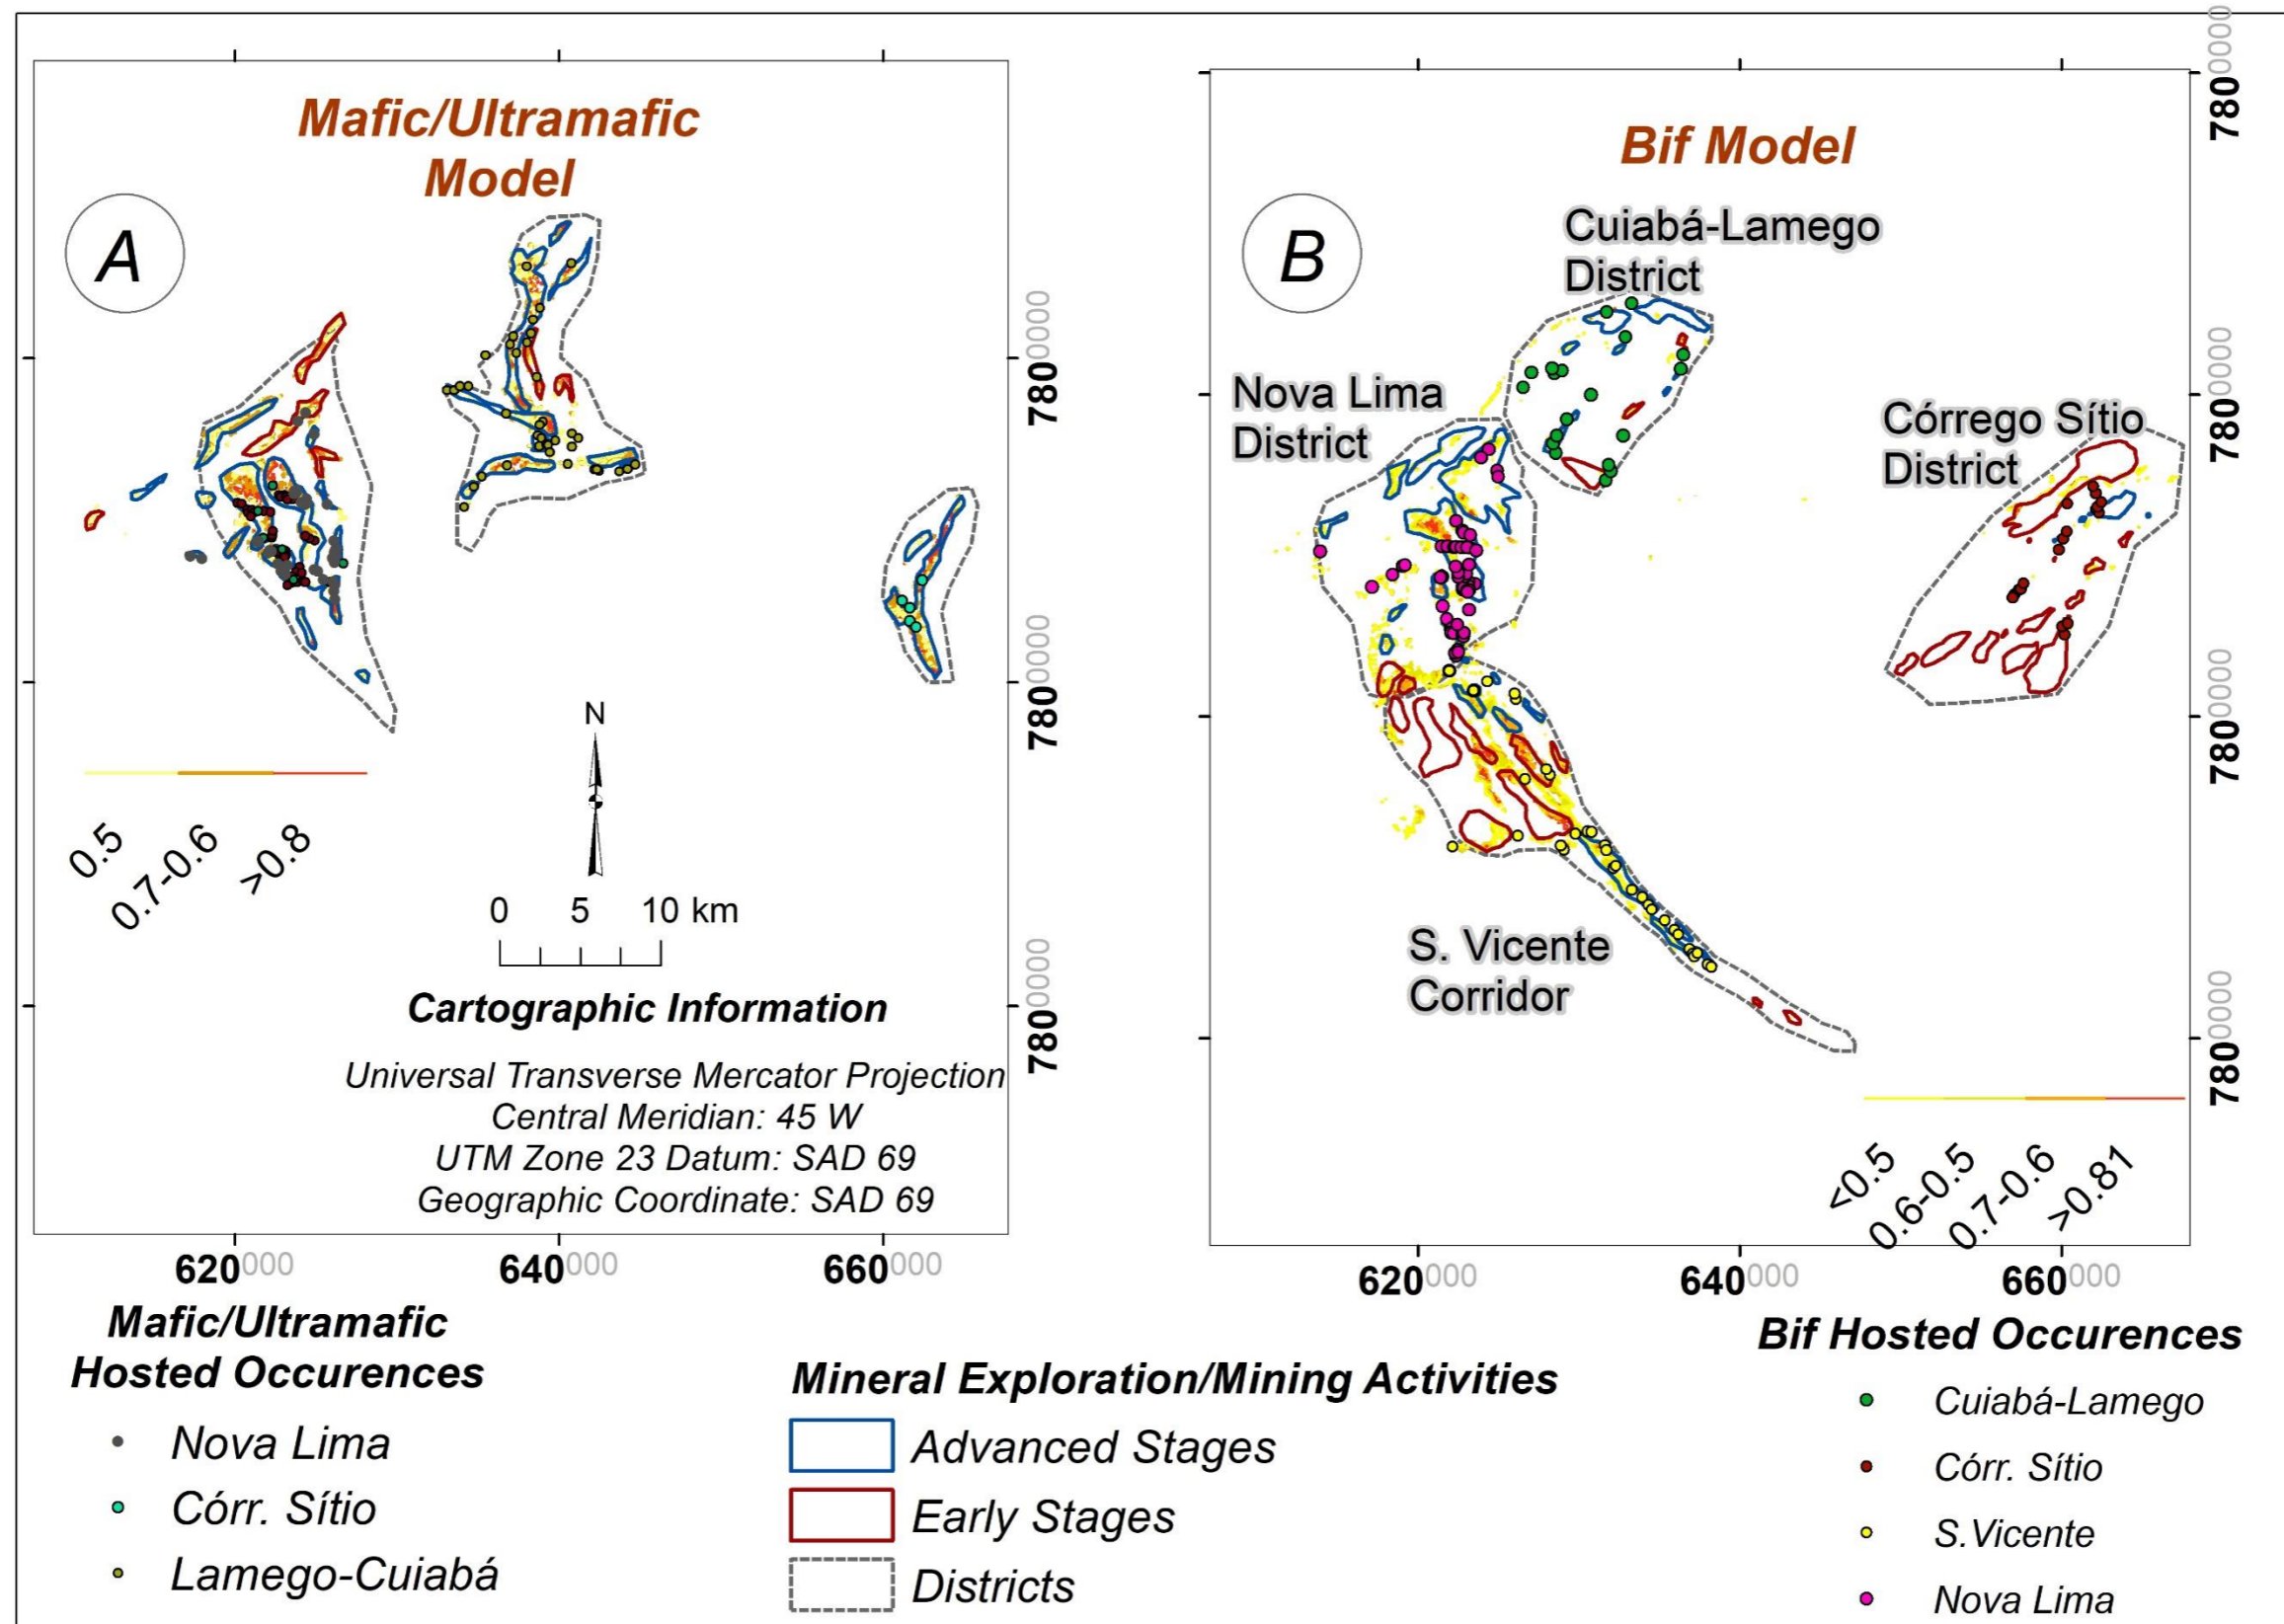 Mafic/Ultramafic
Model
A
N
0.5
0.7-0.6
>0.8
0 5 10 km
Cartographic Information
Universal Transverse Mercator Projection
Central Meridian: 45 W
UTM Zone 23 Datum: SAD 69
Geographic Coordinate: SAD 69
7800000
7800000
7800000
620000 640000 660000
Bif Model
B
Cuiabá-Lamego
District
Nova Lima
District
Córrego Sítio
District
S. Vicente
Corridor
<0.5
0.6-0.5
0.7-0.6
>0.81
7800000
7800000
7800000
7800000
620000 640000 660000
Mafic/Ultramafic
Hosted Occurences
Nova Lima
Córr. Sítio
Lamego-Cuiabá
Mineral Exploration/Mining Activities
Advanced Stages
Early Stages
Districts
Bif Hosted Occurences
Cuiabá-Lamego
Córr. Sítio
S.Vicente
Nova Lima